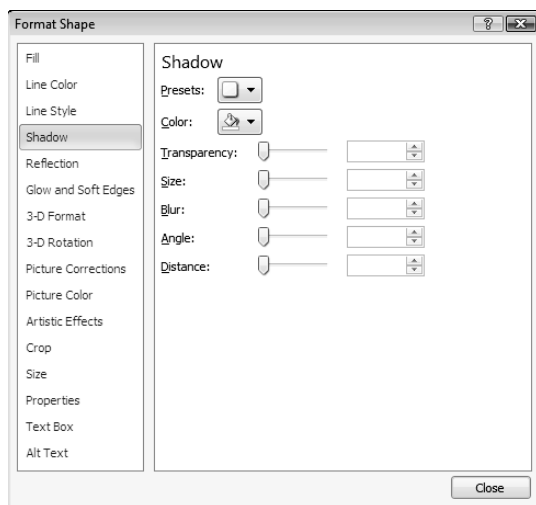 Format Shape
Fill
Line Color
Line Style
Shadow
Reflection
Glow and Soft Edges
3-D Format
3-D Rotation
Picture Corrections
Picture Color
Artistic Effects
Crop
Size
Properties
Text Box
Alt Text
Shadow
Presets:
Color:
Transparency:
Size:
Blur:
Angle:
Distance:
Close